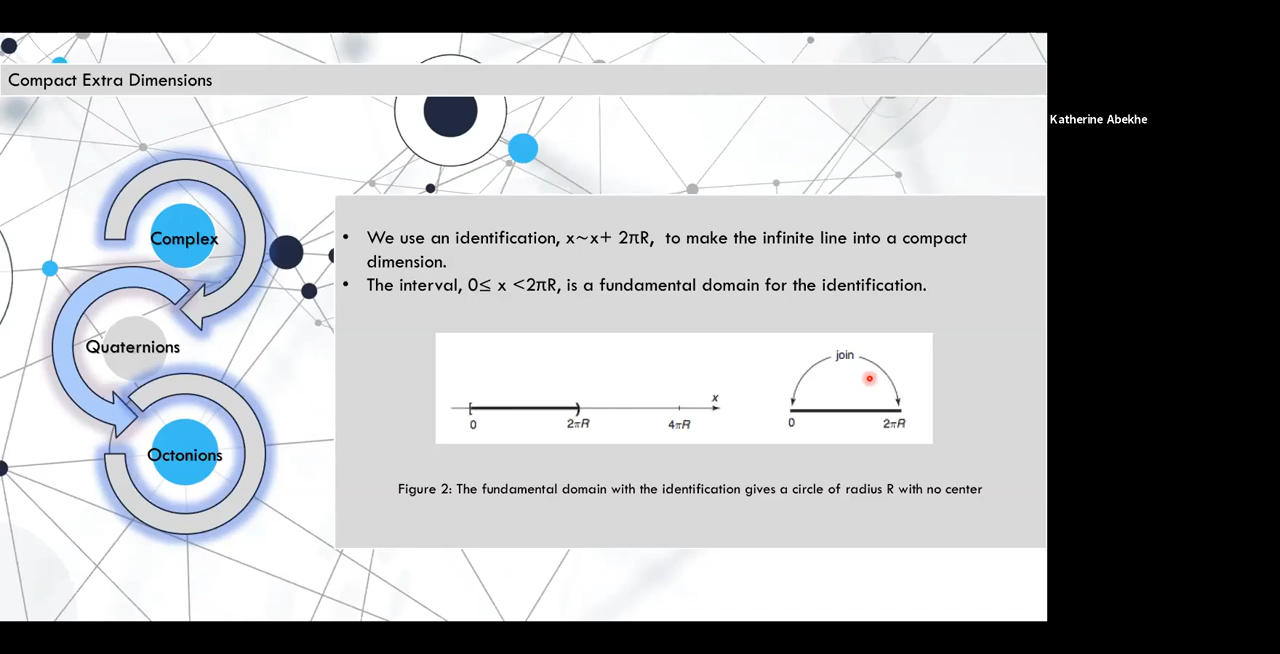 Compact Extra Dimensions
Katherine Abekhe
Complex
Quaternions
Octonions
• We use an identification, x~x+ 2πR, to make the infinite line into a compact
dimension.
• The interval, 0≤ x <2πR, is a fundamental domain for the identification.
x
0
2πR
4πR
join
0
2πR
Figure 2: The fundamental domain with the identification gives a circle of radius R with no center